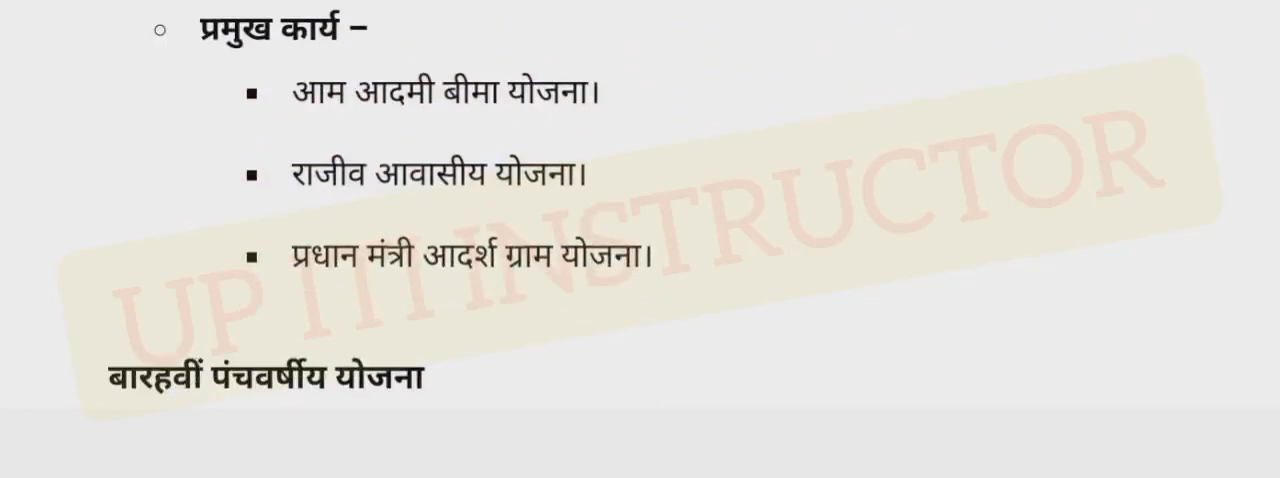 प्रमुख कार्य –
आम आदमी बीमा योजना।
राजीव आवासीय योजना।
प्रधान मंत्री आदर्श ग्राम योजना।
UP ITI INSTRUCTOR
बारहवीं पंचवर्षीय योजना